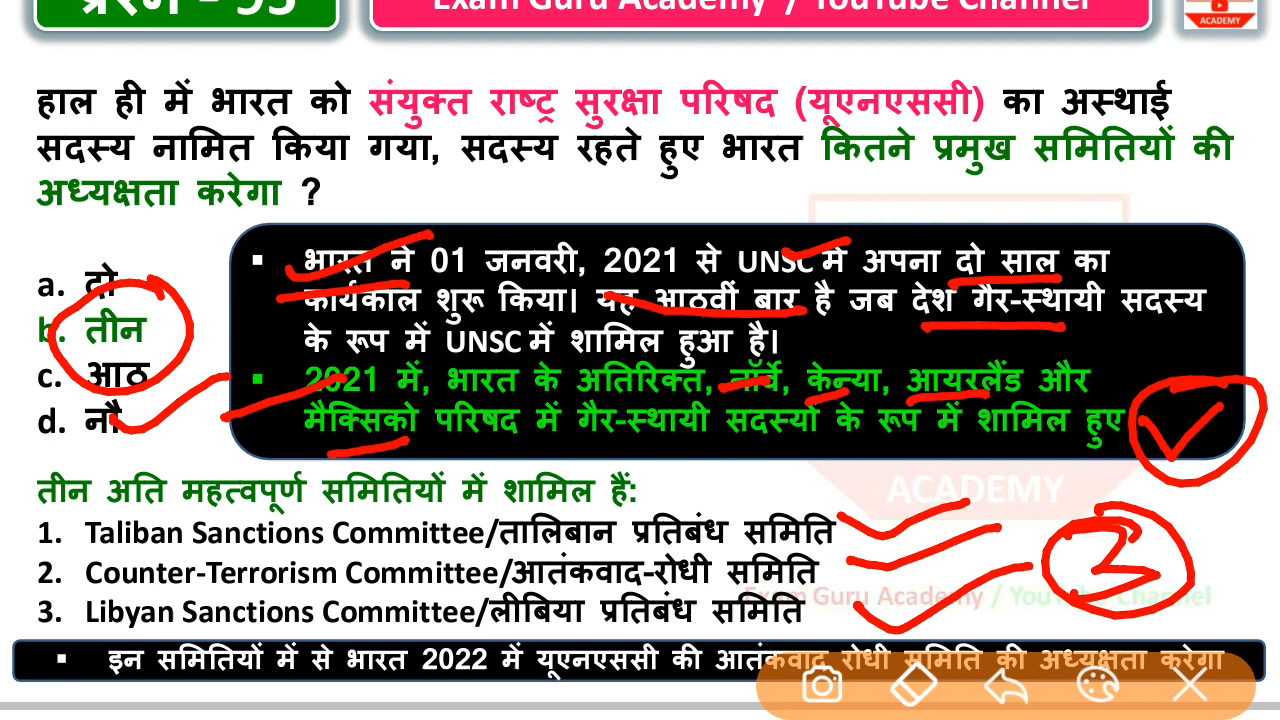 प्रश्न - 93
Exam Guru Academy / YouTube Channel
ACADEMY
हाल ही में भारत को संयुक्त राष्ट्र सुरक्षा परिषद (यूएनएससी) का अस्थाई
सदस्य नामित किया गया, सदस्य रहते हुए भारत कितने प्रमुख समितियों की
अध्यक्षता करेगा ?
a. दो
b. तीन
c. आठ
d. नौ
▪ भारत ने 01 जनवरी, 2021 से UNSC में अपना दो साल का
कार्यकाल शुरू किया। यह आठवीं बार है जब देश गैर-स्थायी सदस्य
के रूप में UNSC में शामिल हुआ है।
▪ 2021 में, भारत के अतिरिक्त, नॉर्वे, केन्या, आयरलैंड और
मैक्सिको परिषद में गैर-स्थायी सदस्यों के रूप में शामिल हुए
ACADEMY
तीन अति महत्वपूर्ण समितियों में शामिल हैं:
1. Taliban Sanctions Committee/तालिबान प्रतिबंध समिति
2. Counter-Terrorism Committee/आतंकवाद-रोधी समिति
3
Exam Guru Academy / YouTube Channel
3. Libyan Sanctions Committee/लीबिया प्रतिबंध समिति
▪ इन समितियों में से भारत 2022 में यूएनएससी की आतंकवाद रोधी समिति की अध्यक्षता करेगा